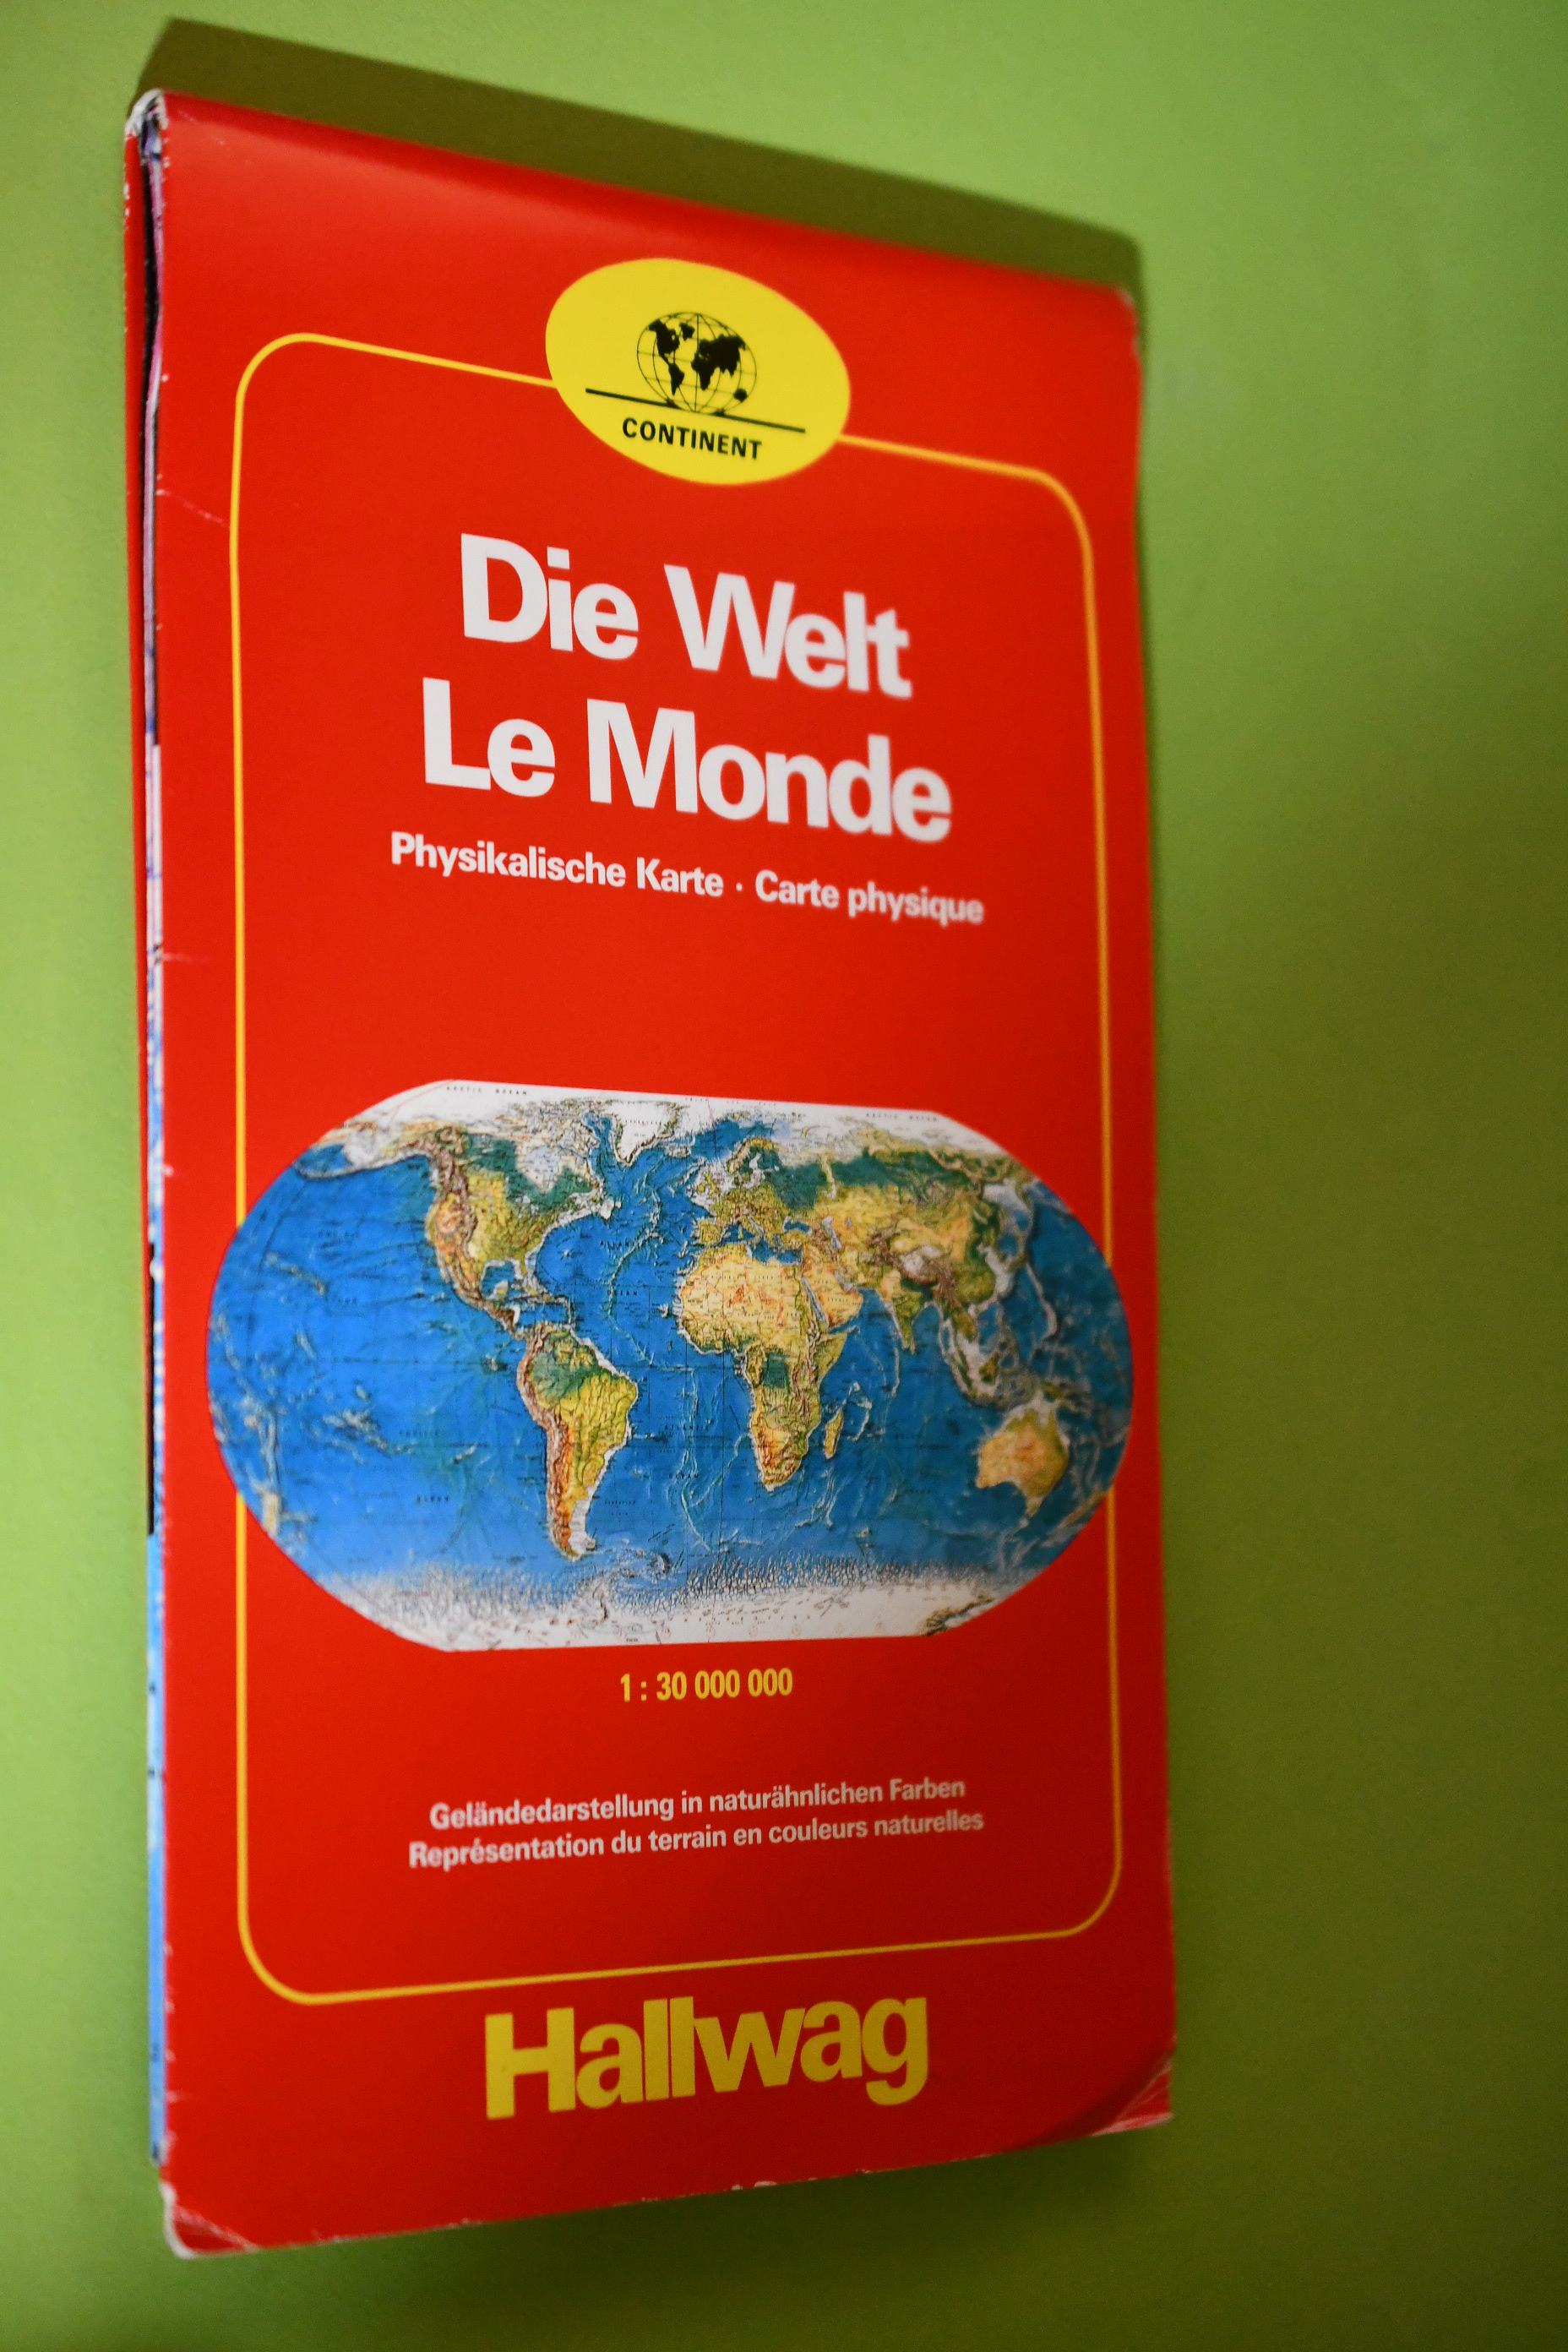 CONTINENT
Die Welt
Le Monde
Physikalische Karte · Carte physique
1 : 30 000 000
Geländedarstellung in naturähnlichen Farben
Représentation du terrain en couleurs naturelles
Hallwag